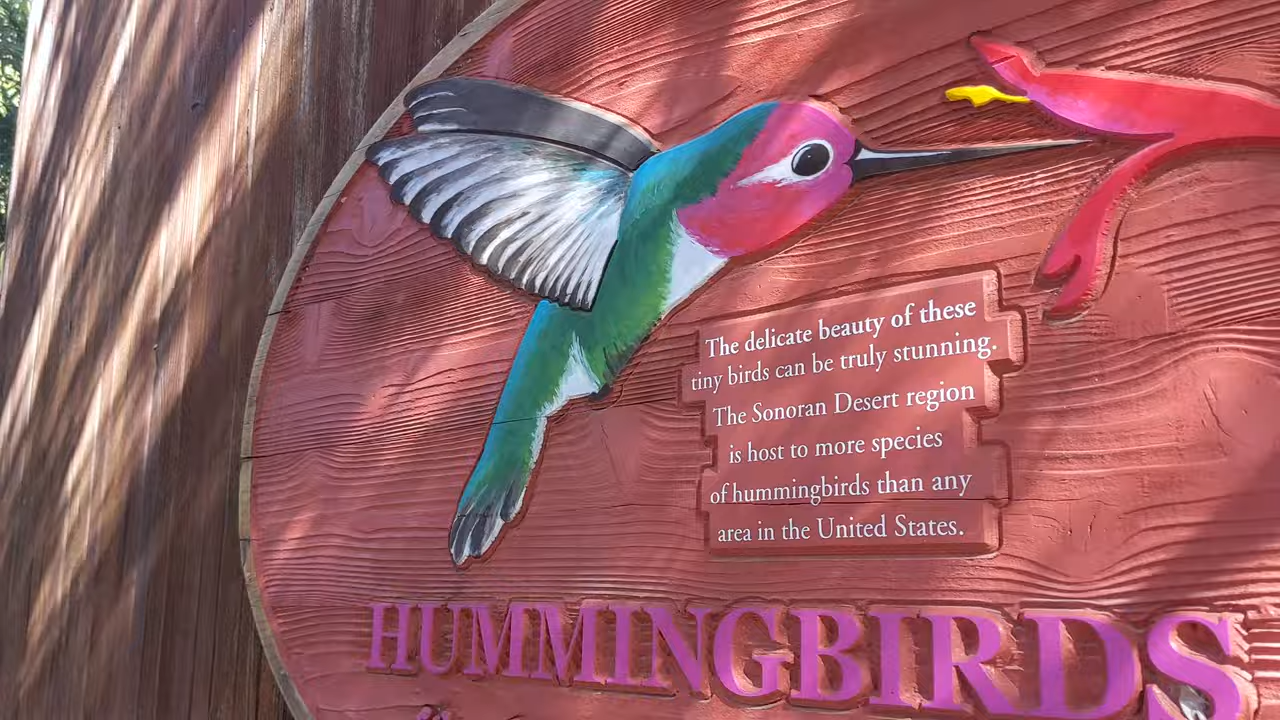 The delicate beauty of these
tiny birds can be truly stunning.
The Sonoran Desert region
is host to more species
of hummingbirds than any
area in the United States.
HUMMINGBIRDS